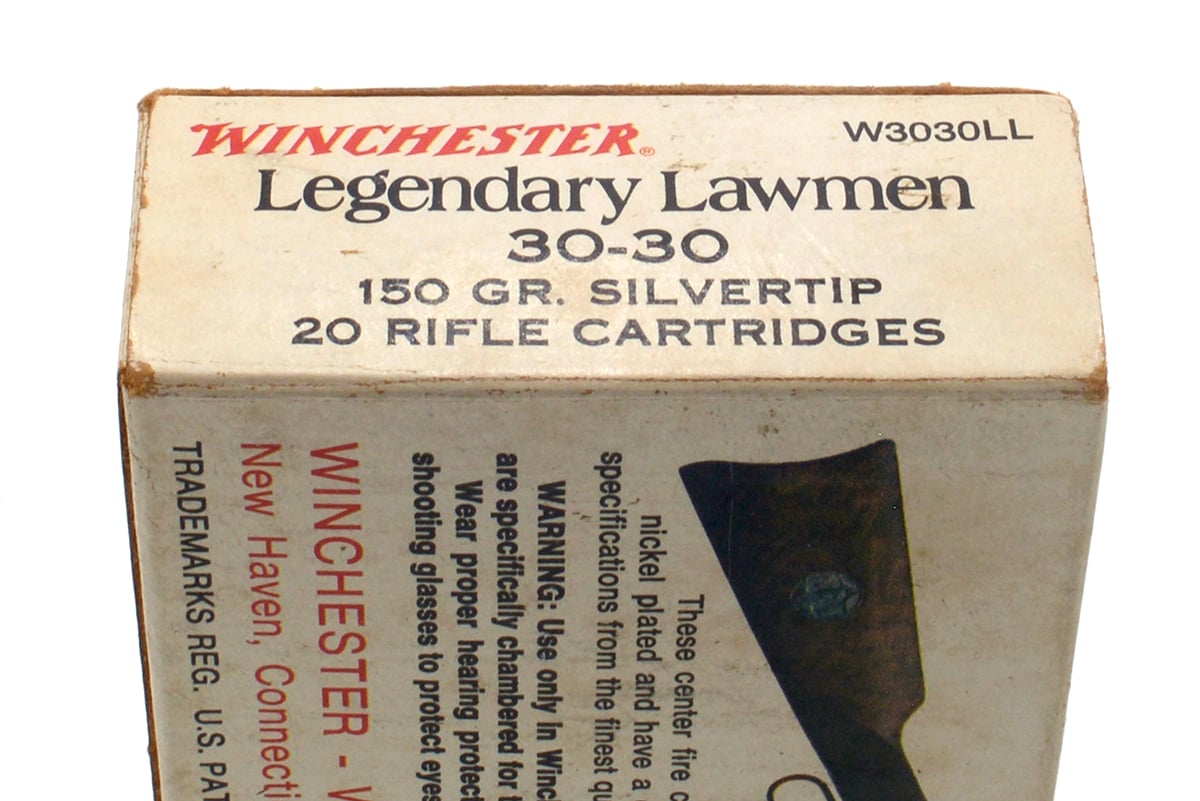 WINCHESTER®
W3030LL
Legendary Lawmen
30-30
150 GR. SILVERTIP
20 RIFLE CARTRIDGES
These center fire
nickel plated and have a
specifications from the finest
WARNING: Use only in
are specifically chambered for
Wear proper hearing
shooting glasses to protect eyes
WINCHESTER -
New Haven,
TRADEMARKS REG. U.S.